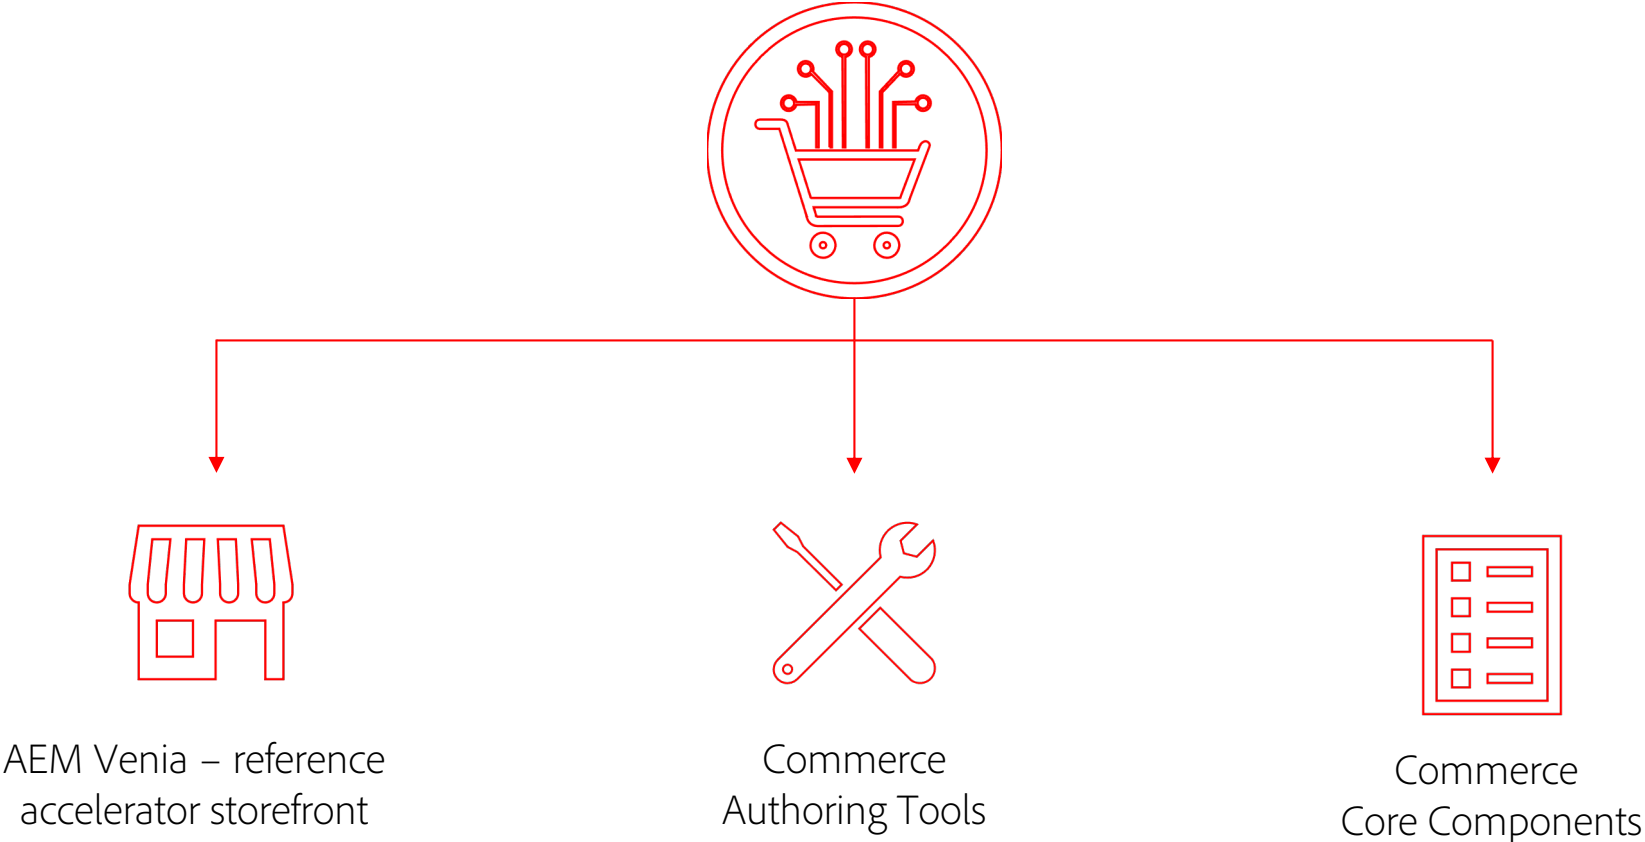 AEM Venia – reference
accelerator storefront
Commerce
Authoring Tools
Commerce
Core Components